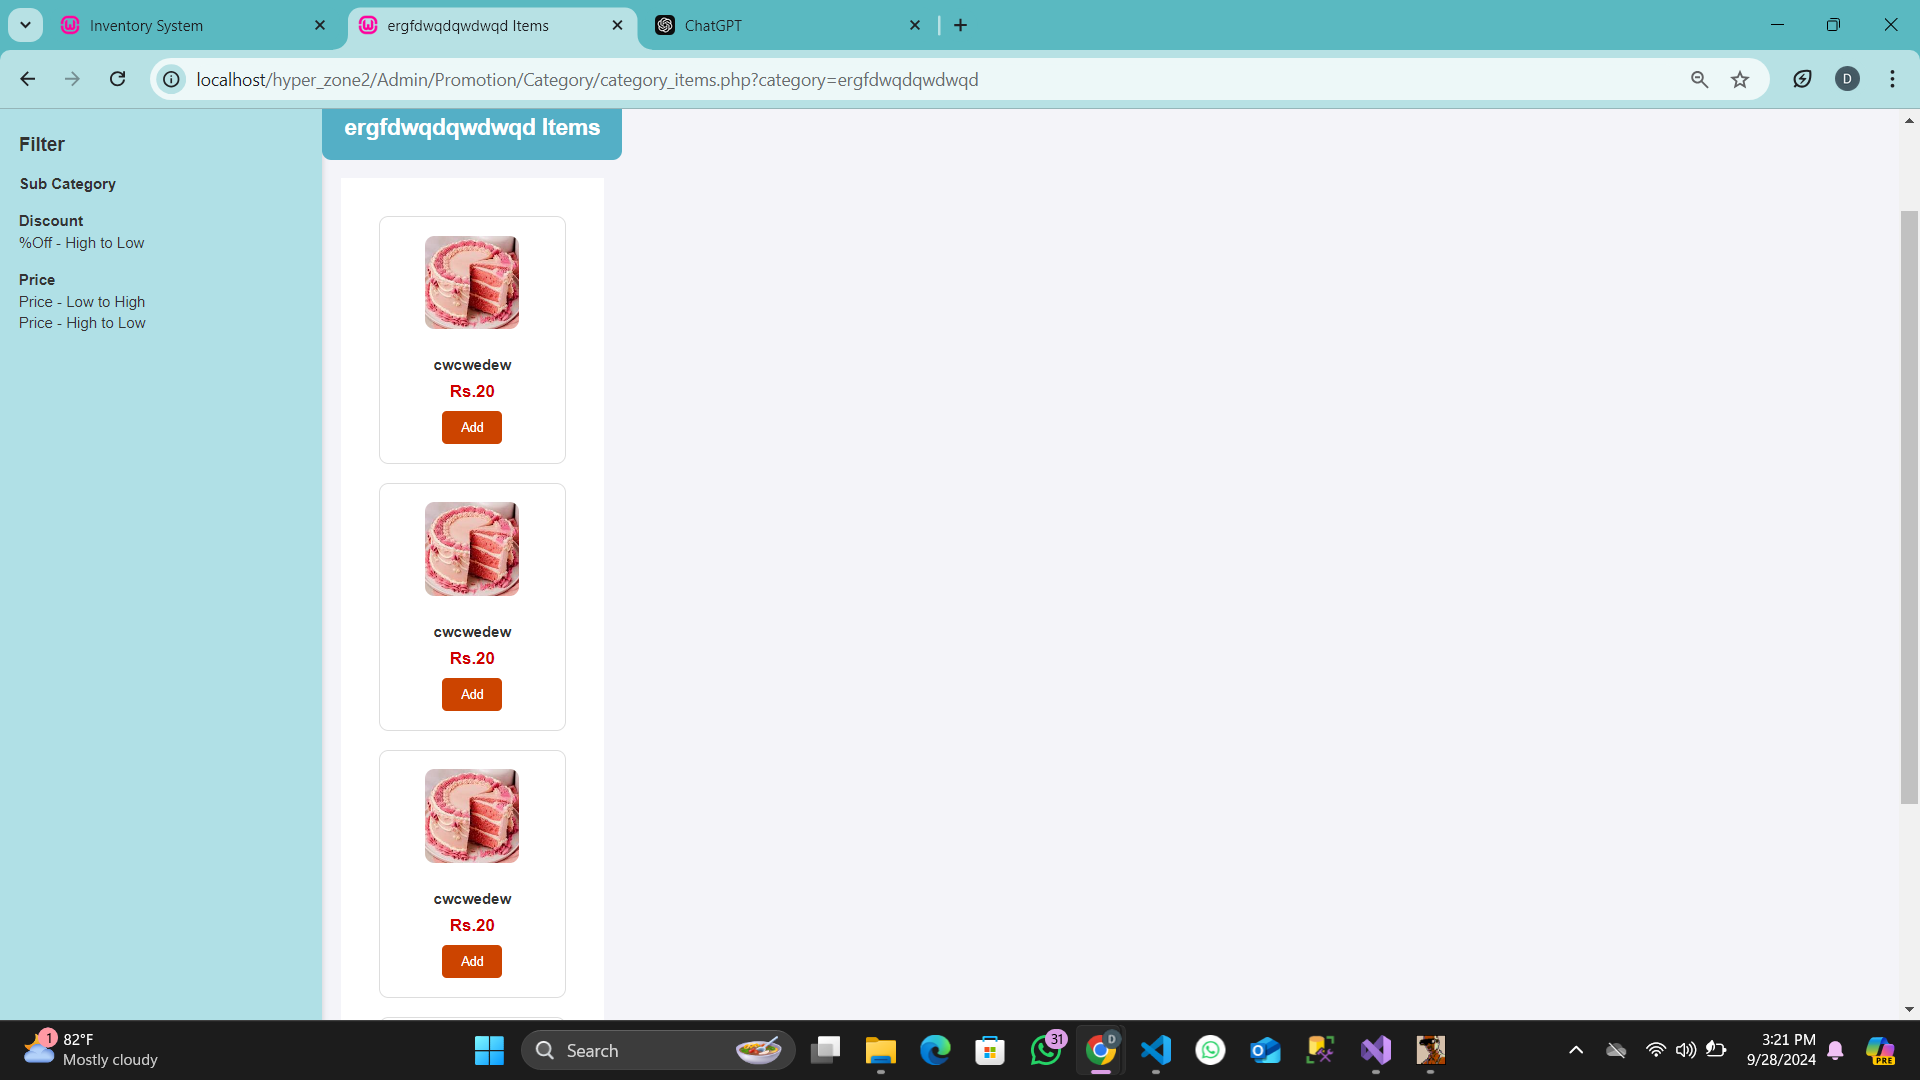 Inventory System
ergfdwqdqwdwqd Items
ChatGPT
localhost/hyper_zone2/Admin/Promotion/Category/category_items.php?category=ergfdwqdqwdwqd
D
ergfdwqdqwdwqd Items
Filter
Sub Category
Discount
%Off - High to Low
Price
Price - Low to High
Price - High to Low
cwcwedew
Rs.20
Add
cwcwedew
Rs.20
Add
cwcwedew
Rs.20
Add
1
82°F
Mostly cloudy
Search
31
D
3:21 PM
9/28/2024
PRE